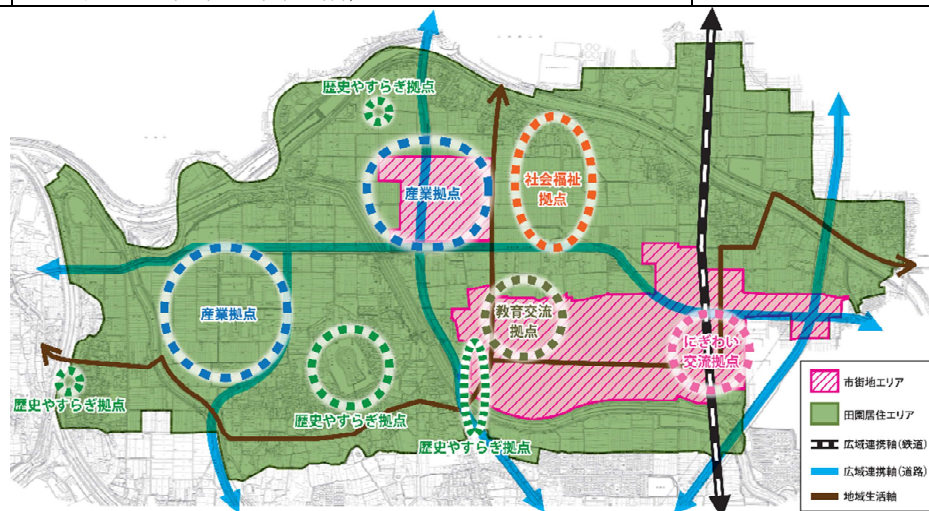 歴史やすらぎ拠点
産業拠点
社会福祉
拠点
産業拠点
教育交流
拠点
にぎわい
交流拠点
歴史やすらぎ拠点
歴史やすらぎ拠点
歴史やすらぎ拠点
市街地エリア
田園居住エリア
広域連携軸(鉄道)
広域連携軸(道路)
地域生活軸